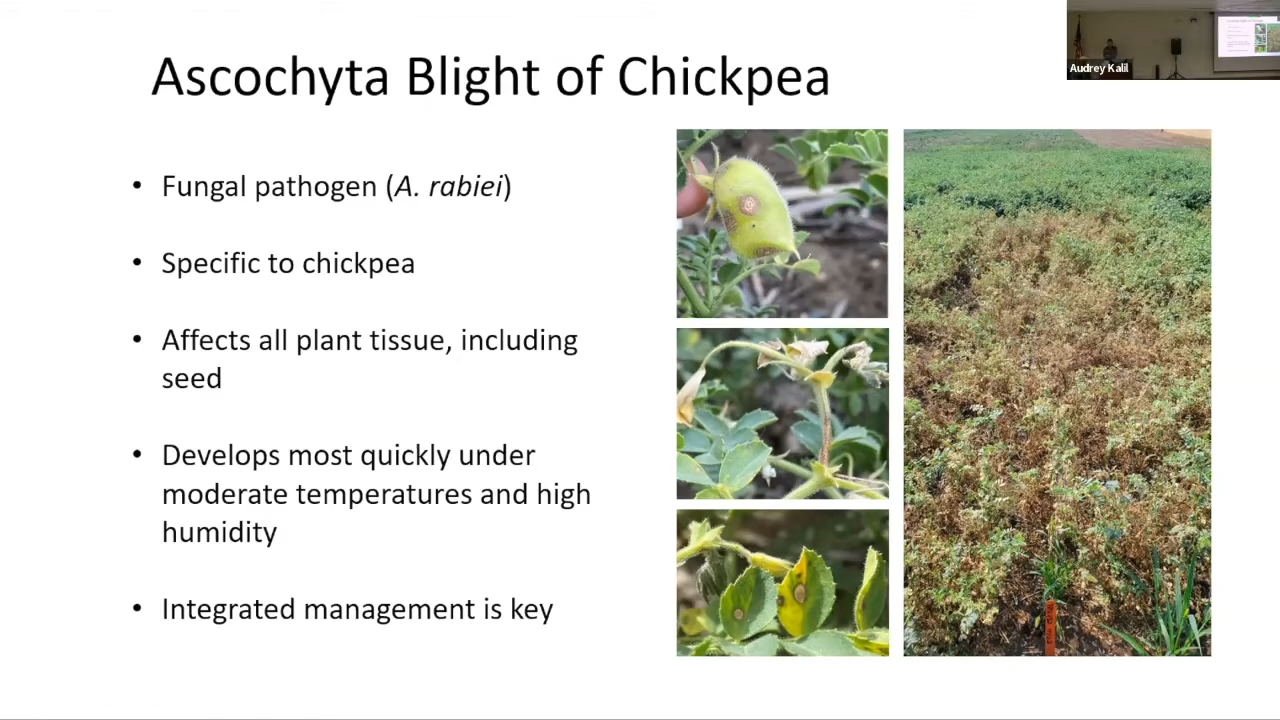 Ascochyta Blight of Chickpea
Audrey Kalil
• Fungal pathogen (A. rabiei)
• Specific to chickpea
• Affects all plant tissue, including
seed
• Develops most quickly under
moderate temperatures and high
humidity
• Integrated management is key